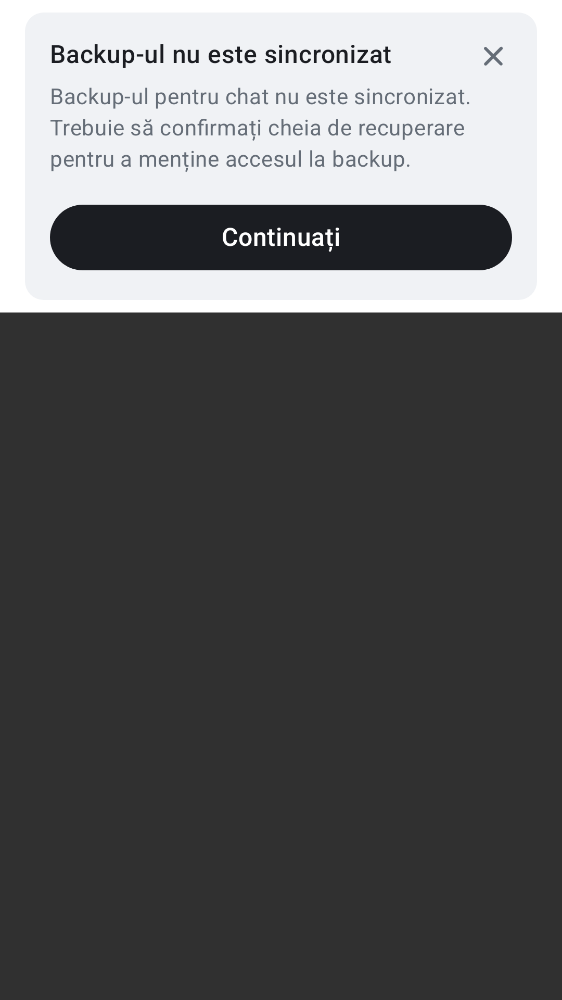 Backup-ul nu este sincronizat
Backup-ul pentru chat nu este sincronizat.
Trebuie să confirmați cheia de recuperare
pentru a menține accesul la backup.
Continuați